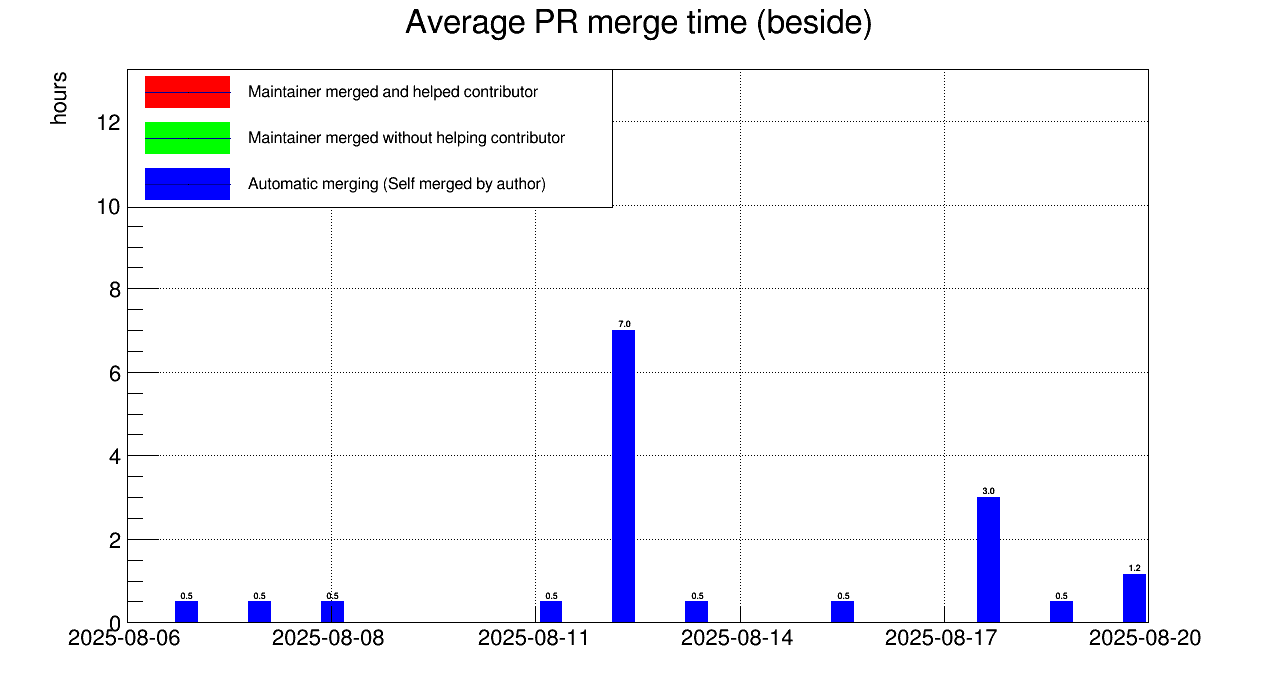 Average PR merge time (beside)
hours
Maintainer merged and helped contributor
Maintainer merged without helping contributor
Automatic merging (Self merged by author)
12
10
8
6
4
2
0
7.0
3.0
1.2
0.5 0.5 0.5 0.5 0.5 0.5 0.5
2025-08-06 2025-08-08 2025-08-11 2025-08-14 2025-08-17 2025-08-20